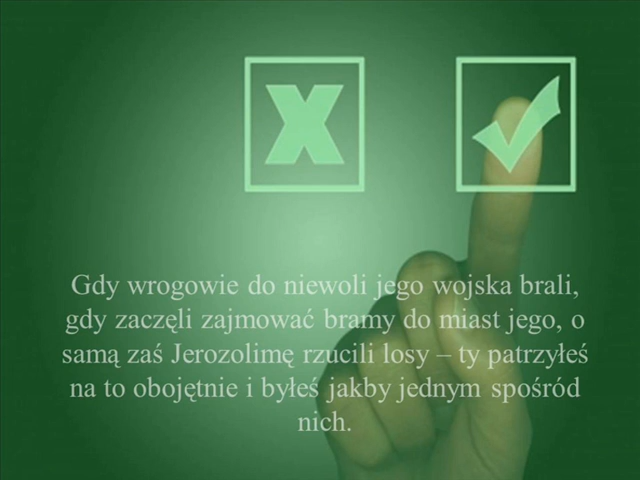 Gdy wrogowie do niewoli jego wojska brali,
gdy zaczęli zajmować bramy do miast jego, o
samą zaś Jerozolimę rzucili losy – ty patrzyłeś
na to obojętnie i byłeś jakby jednym spośród
nich.